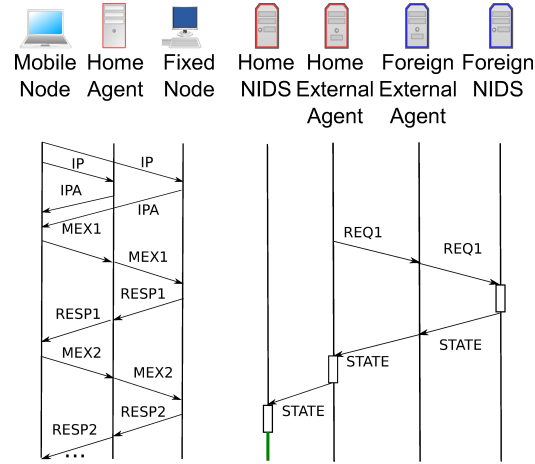 Mobile Node
Home Agent
Fixed Node
Home NIDS
Home External Agent
Foreign External Agent
Foreign NIDS
IP
IP
IPA
IPA
MEX1
MEX1
RESP1
RESP1
MEX2
MEX2
RESP2
RESP2
...
REQ1
REQ1
STATE
STATE
STATE